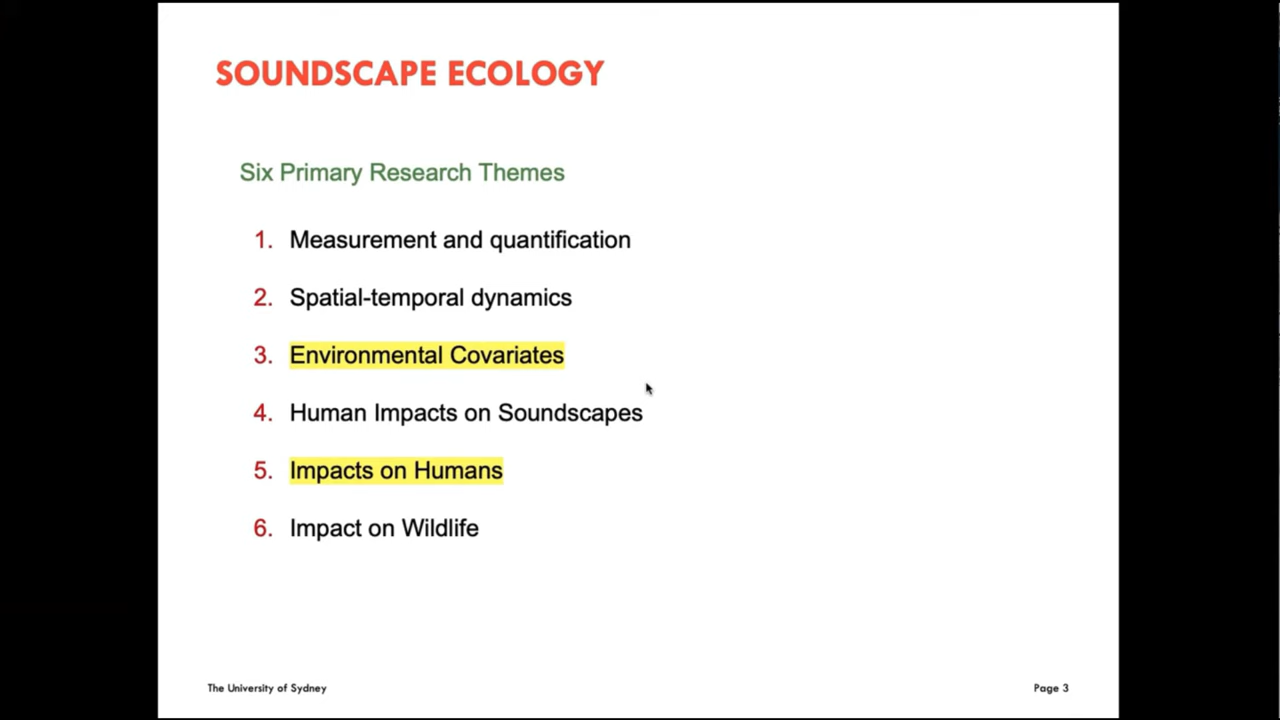 SOUNDSCAPE ECOLOGY
Six Primary Research Themes
1. Measurement and quantification
2. Spatial-temporal dynamics
3. Environmental Covariates
4. Human Impacts on Soundscapes
5. Impacts on Humans
6. Impact on Wildlife
The University of Sydney
Page 3